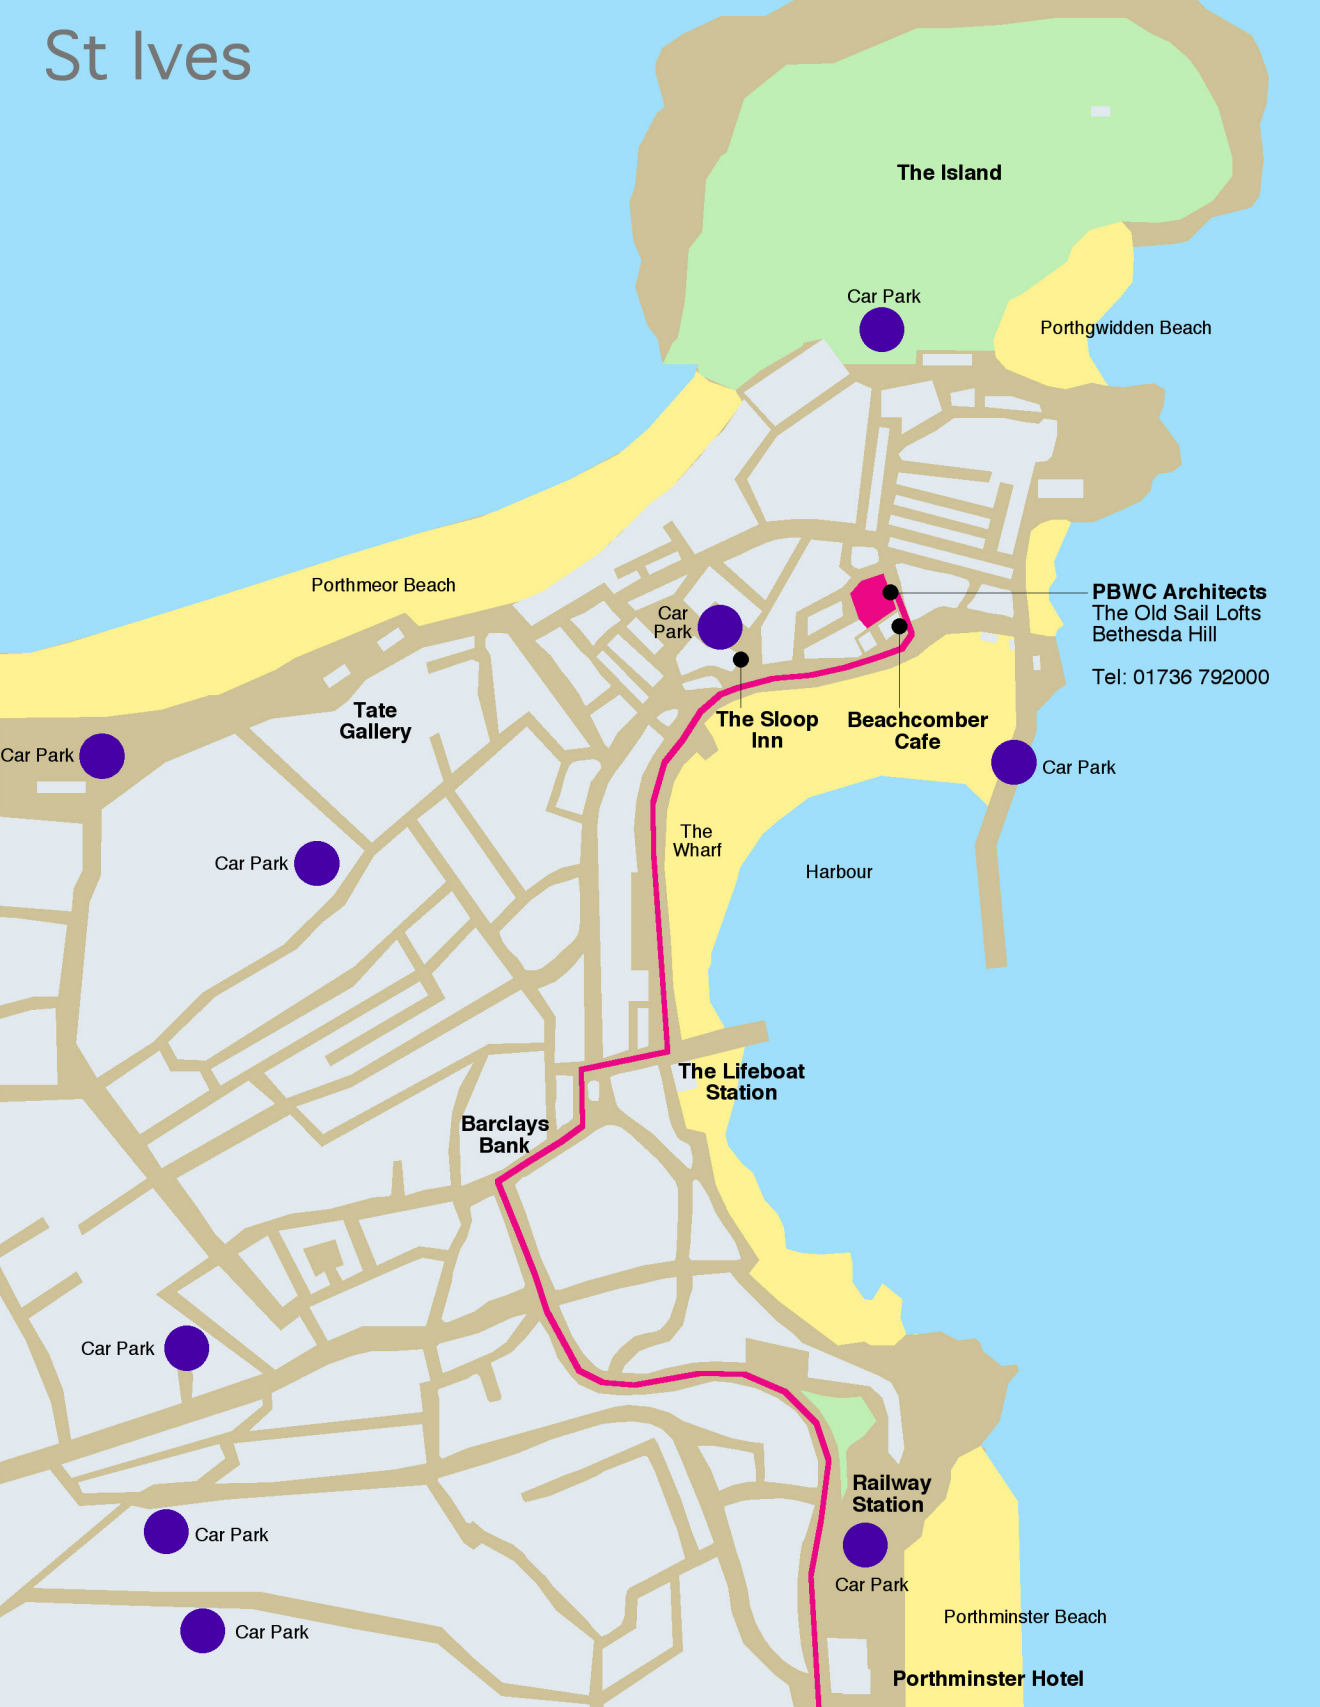 St Ives
The Island
Car Park
Porthgwidden Beach
Porthmeor Beach
PBWC Architects
The Old Sail Lofts
Bethesda Hill
Tel: 01736 792000
Car
Park
Tate
Gallery
The Sloop
Inn
Beachcomber
Cafe
Car Park
Car Park
The
Wharf
Car Park
Harbour
The Lifeboat
Station
Barclays
Bank
Car Park
Railway
Station
Car Park
Car Park
Porthminster Beach
Car Park
Porthminster Hotel